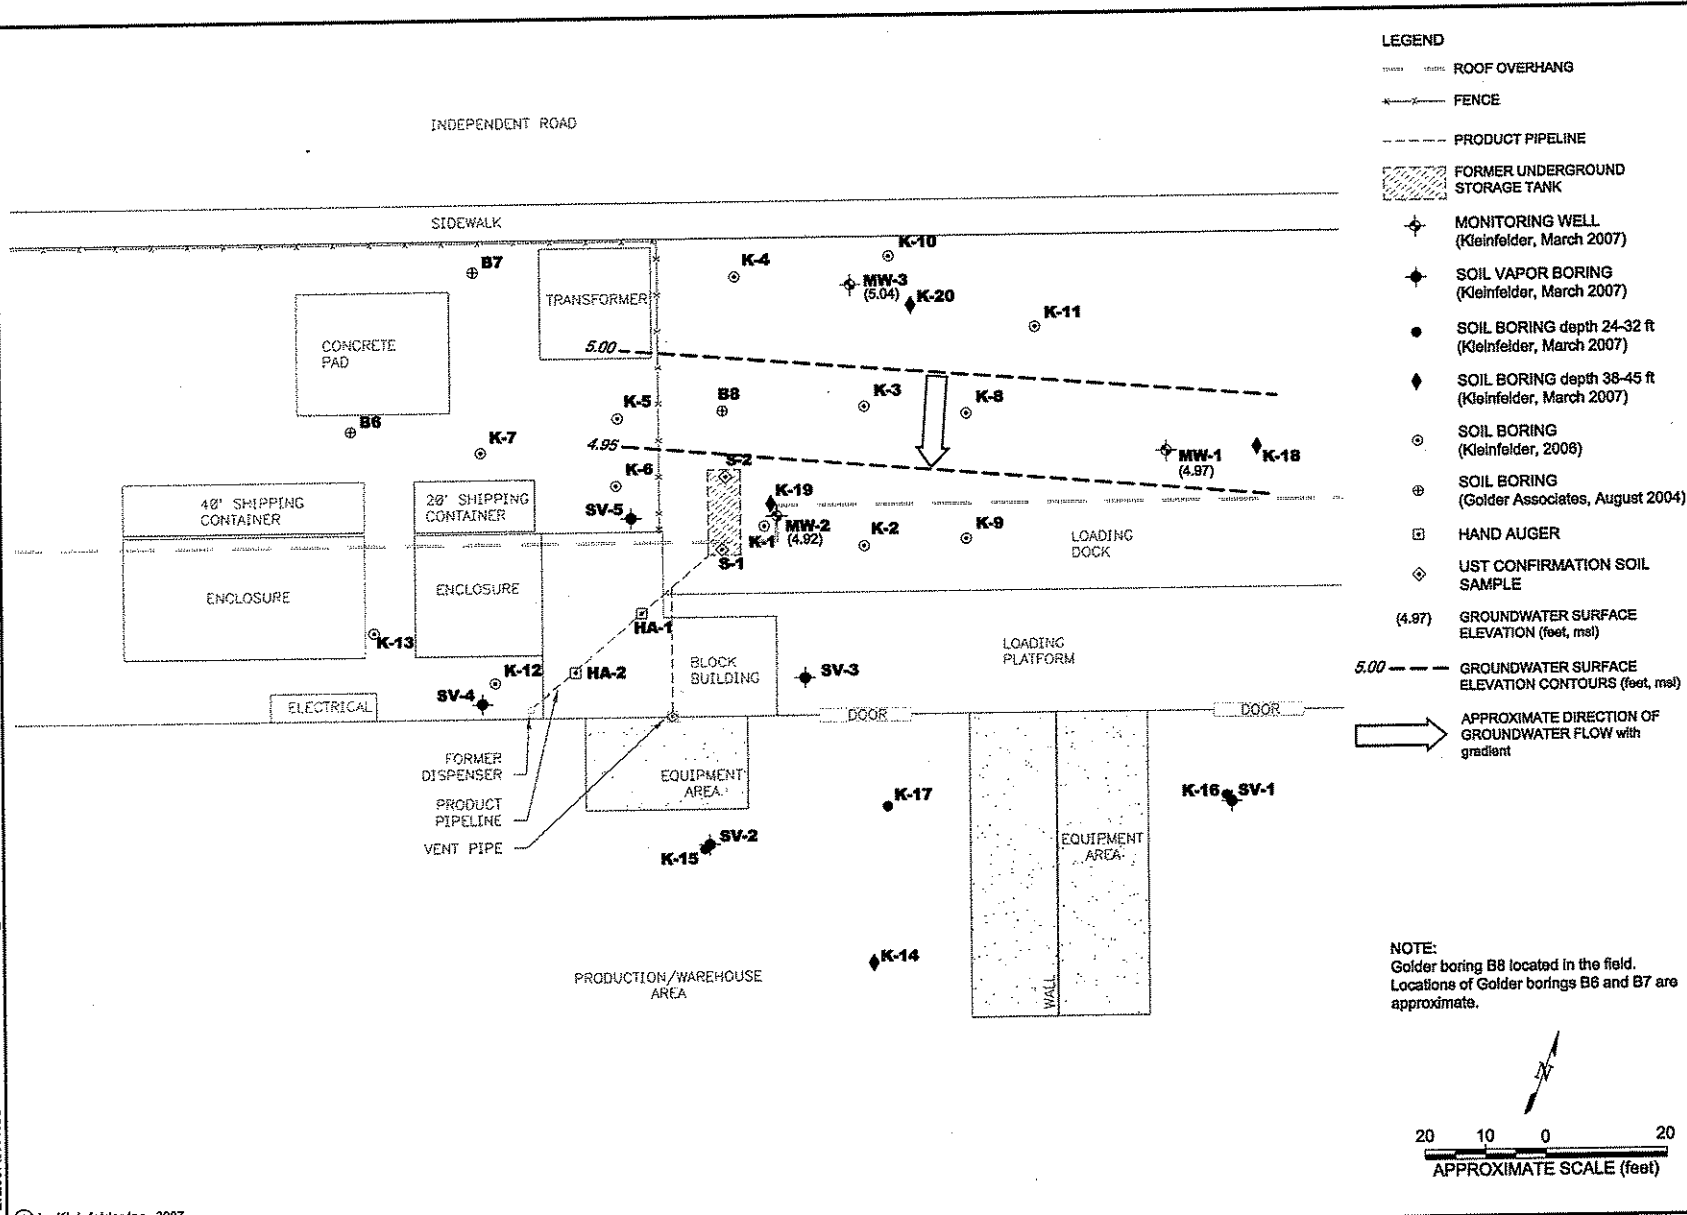 LEGEND
ROOF OVERHANG
FENCE
PRODUCT PIPELINE
FORMER UNDERGROUND
STORAGE TANK
MONITORING WELL
(Kleinfelder, March 2007)
SOIL VAPOR BORING
(Kleinfelder, March 2007)
SOIL BORING depth 24-32 ft
(Kleinfelder, March 2007)
SOIL BORING depth 38-45 ft
(Kleinfelder, March 2007)
SOIL BORING
(Kleinfelder, 2006)
SOIL BORING
(Golder Associates, August 2004)
HAND AUGER
UST CONFIRMATION SOIL
SAMPLE
(4.97) GROUNDWATER SURFACE
ELEVATION (feet, msl)
5.00 GROUNDWATER SURFACE
ELEVATION CONTOURS (feet, msl)
APPROXIMATE DIRECTION OF
GROUNDWATER FLOW with
gradient
NOTE:
Golder boring B8 located in the field.
Locations of Golder borings B6 and B7 are
approximate.
N
20 10 0 20
APPROXIMATE SCALE (feet)
INDEPENDENT ROAD
SIDEWALK
B7
K-4
K-10
MW-3
(5.04)
K-20
K-11
TRANSFORMER
CONCRETE
PAD
5.00
K-5
B8
K-3
K-8
B6
K-7
4.95
K-6
S-2
MW-1
(4.97)
K-18
40' SHIPPING
CONTAINER
20' SHIPPING
CONTAINER
SV-5
K-19
MW-2
(4.92)
K-1
K-2
K-9
LOADING
DOCK
S-1
ENCLOSURE
ENCLOSURE
HA-1
K-13
K-12
HA-2
BLOCK
BUILDING
SV-3
LOADING
PLATFORM
SV-4
ELECTRICAL
DOOR
DOOR
FORMER
DISPENSER
PRODUCT
PIPELINE
VENT PIPE
EQUIPMENT
AREA
K-17
K-16
SV-1
SV-2
K-15
EQUIPMENT
AREA
K-14
PRODUCTION/WAREHOUSE
AREA
WALL